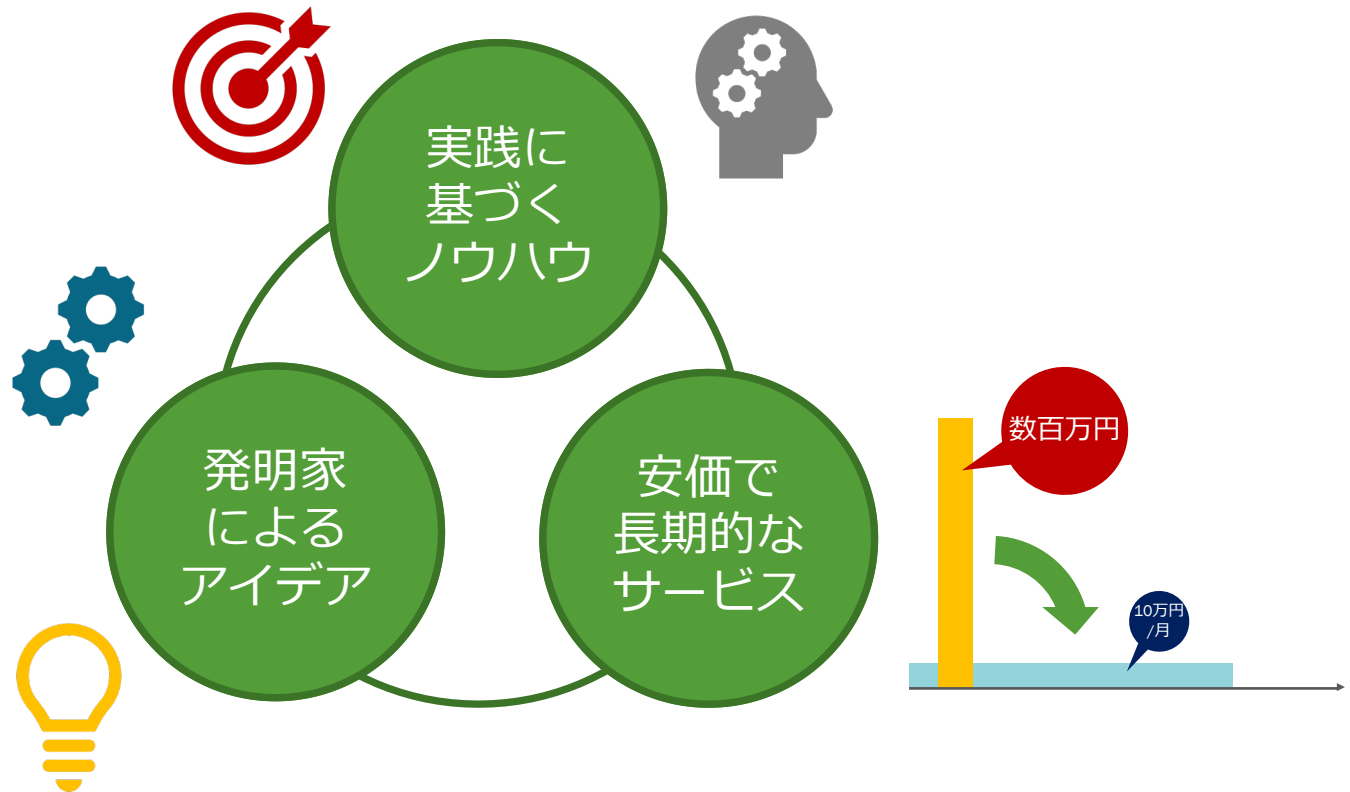 実践に
基づく
ノウハウ
発明家
による
アイデア
安価で
長期的な
サービス
数百万円
10万円
/月